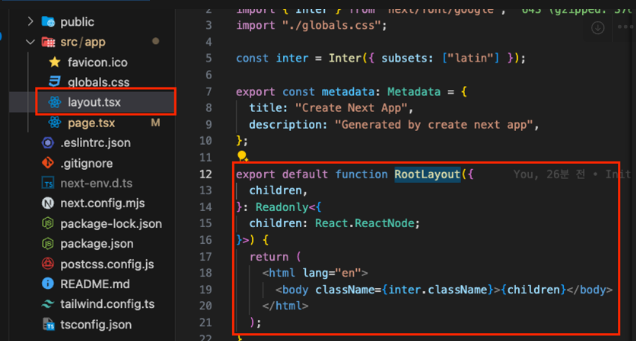 public
src/app
favicon.ico
globals.css
layout.tsx
page.tsx M
.eslintrc.json
.gitignore
next-env.d.ts
next.config.mjs
package-lock.json
package.json
postcss.config.js
README.md
tailwind.config.ts
tsconfig.json
2 import { Inter } from "next/font/google";
3 import "./globals.css";
4
5 const inter = Inter({ subsets: ["latin"] });
6
7 export const metadata: Metadata = {
8 title: "Create Next App",
9 description: "Generated by create next app",
10 };
11
12 export default function RootLayout({ You, 26분 전 • Init
13 children,
14 }: Readonly<{
15 children: React.ReactNode;
16 }>) {
17 return (
18 <html lang="en">
19 <body className={inter.className}>{children}</body>
20 </html>
21 );
22 }